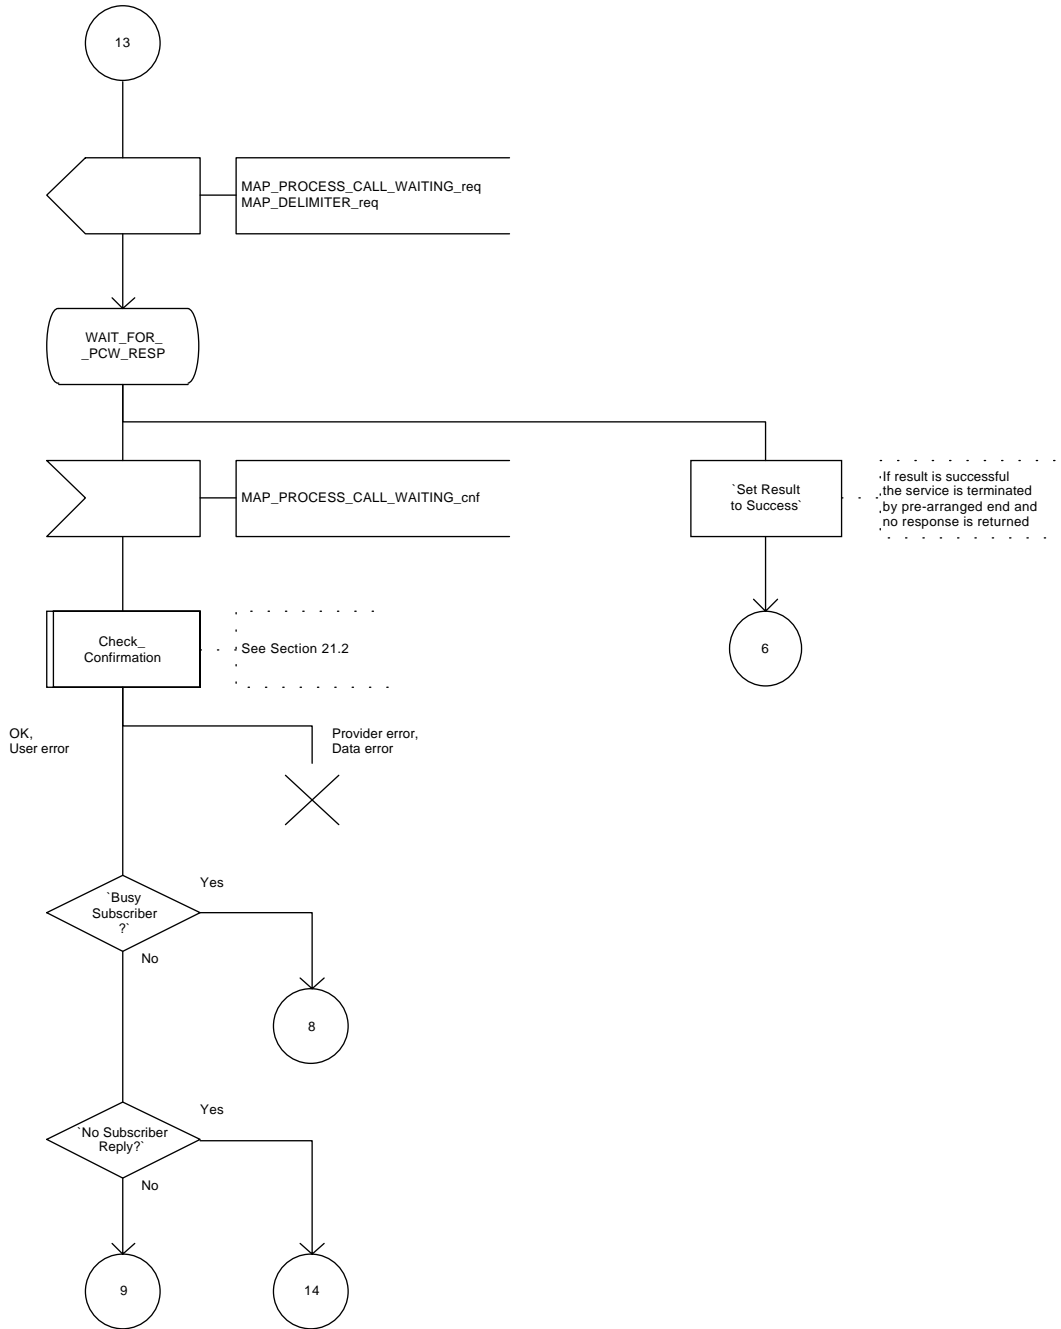 13
MAP_PROCESS_CALL_WAITING_req
MAP_DELIMITER_req
WAIT_FOR_
_PCW_RESP
MAP_PROCESS_CALL_WAITING_cnf
`Set Result
to Success`
If result is successful
the service is terminated
by pre-arranged end and
no response is returned
Check_
Confirmation
See Section 21.2
6
OK,
User error
Provider error,
Data error
`Busy
Subscriber
?`
Yes
No
8
`No Subscriber
Reply?`
Yes
No
9
14